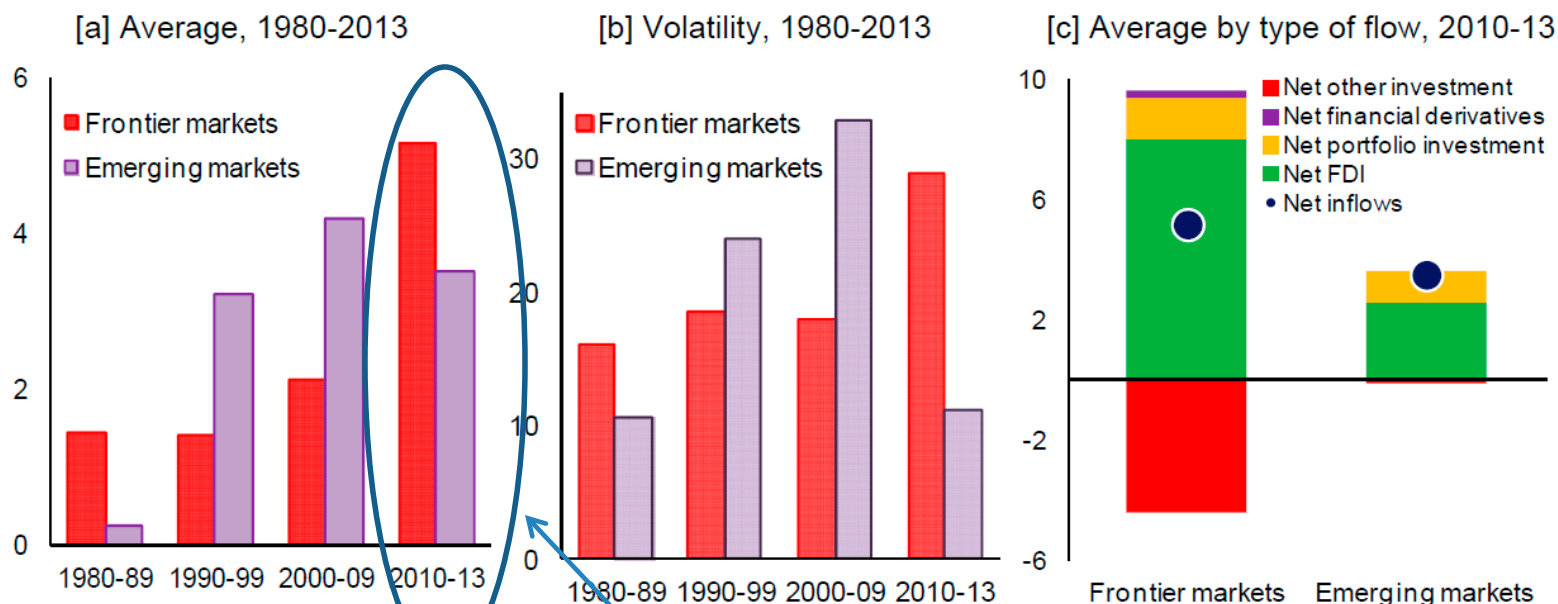 [a] Average, 1980-2013
6
4
2
0
Frontier markets
Emerging markets
1980-89 1990-99 2000-09 2010-13
[b] Volatility, 1980-2013
30
20
10
0
Frontier markets
Emerging markets
1980-89 1990-99 2000-09 2010-13
[c] Average by type of flow, 2010-13
10
6
2
-2
-6
Net other investment
Net financial derivatives
Net portfolio investment
Net FDI
Net inflows
Frontier markets Emerging markets